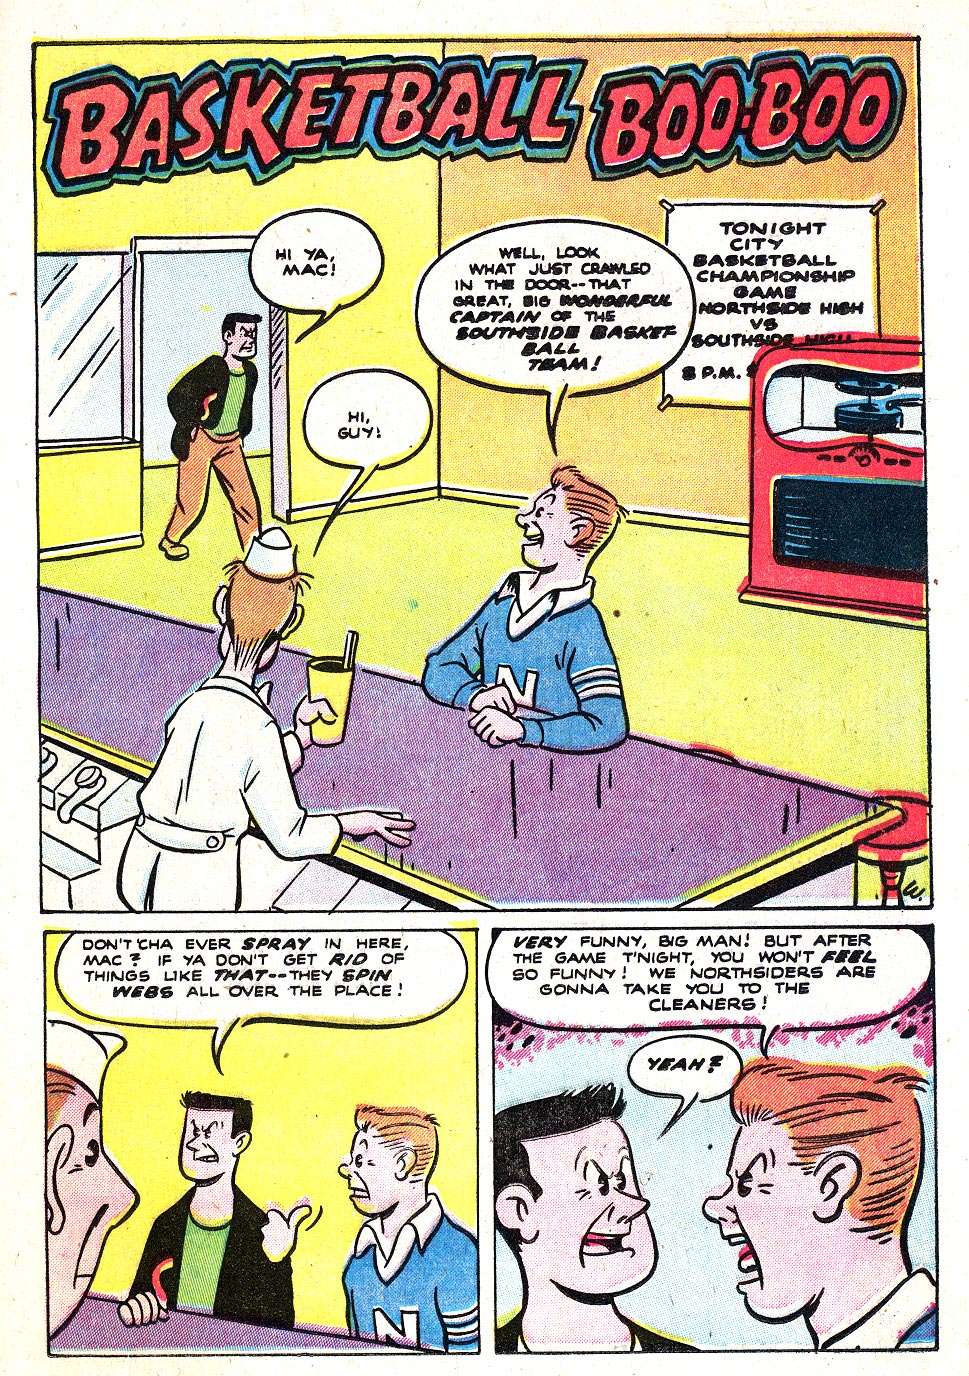 BASKETBALL BOO-BOO
HI YA,
MAC!
WELL, LOOK
WHAT JUST CRAWLED
IN THE DOOR--THAT
GREAT, BIG WONDERFUL
CAPTAIN OF THE
SOUTHSIDE BASKET
BALL
TEAM!
TONIGHT
CITY
BASKETBALL
CHAMPIONSHIP
GAME
NORTHSIDE HIGH
VS
SOUTHSIDE HIGH
8 P.M.
HI,
GUY!
N
W.
DON'T'CHA EVER SPRAY IN HERE,
MAC? IF YA DON'T GET RID OF
THINGS LIKE THAT--THEY SPIN
WEBS ALL OVER THE PLACE!
N
VERY FUNNY, BIG MAN! BUT AFTER
THE GAME T'NIGHT, YOU WON'T FEEL
SO FUNNY! WE NORTHSIDERS ARE
GONNA TAKE YOU TO THE
CLEANERS!
YEAH?